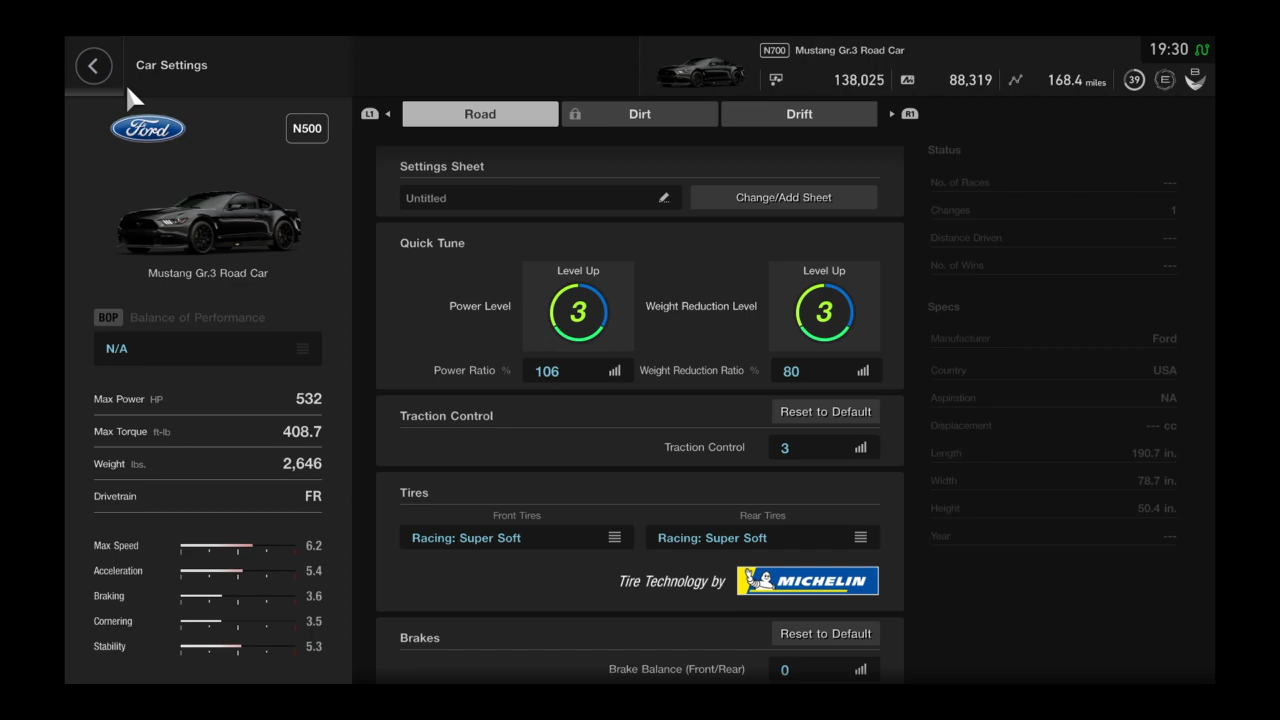 Car Settings
N700 Mustang Gr.3 Road Car
19:30
138,025 88,319 168.4 miles 39 E B
Ford
N500
Mustang Gr.3 Road Car
BOP Balance of Performance
N/A
Max Power HP 532
Max Torque ft-lb 408.7
Weight lbs. 2,646
Drivetrain FR
Max Speed 6.2
Acceleration 5.4
Braking 3.6
Cornering 3.5
Stability 5.3
L1 Road Dirt Drift R1
Settings Sheet
Untitled Change/Add Sheet
Quick Tune
Level Up Level Up
Power Level 3 Weight Reduction Level 3
Power Ratio % 106 Weight Reduction Ratio % 80
Traction Control Reset to Default
Traction Control 3
Tires
Front Tires Rear Tires
Racing: Super Soft Racing: Super Soft
Tire Technology by MICHELIN
Brakes Reset to Default
Brake Balance (Front/Rear) 0
Status
No. of Races ---
Changes 1
Distance Driven ---
No. of Wins ---
Specs
Manufacturer Ford
Country USA
Aspiration NA
Displacement --- cc
Length 190.7 in.
Width 78.7 in.
Height 50.4 in.
Year ---